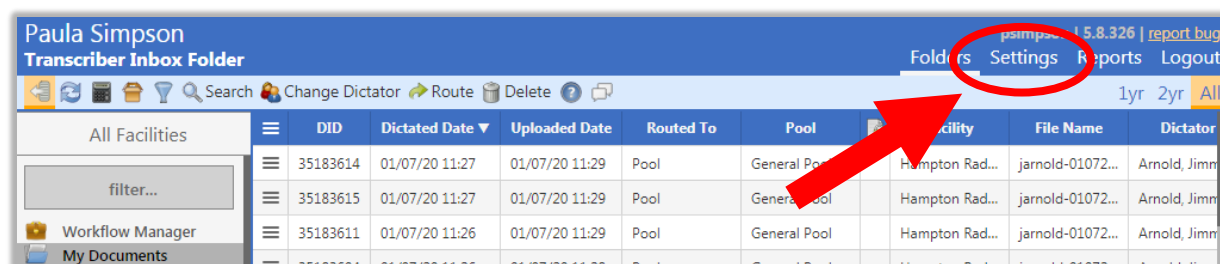 Paula Simpson
psimpson | 5.8.326 | report bug
Transcriber Inbox Folder
Folders Settings Reports Logout
Search Change Dictator Route Delete
1yr 2yr All
All Facilities
DID Dictated Date ▼ Uploaded Date Routed To Pool Facility File Name Dictator
35183614 01/07/20 11:27 01/07/20 11:29 Pool General Pool Hampton Rad... jarnold-01072... Arnold, Jimm
filter...
35183615 01/07/20 11:27 01/07/20 11:29 Pool General Pool Hampton Rad... jarnold-01072... Arnold, Jimm
Workflow Manager
35183611 01/07/20 11:26 01/07/20 11:29 Pool General Pool Hampton Rad... jarnold-01072... Arnold, Jimm
My Documents